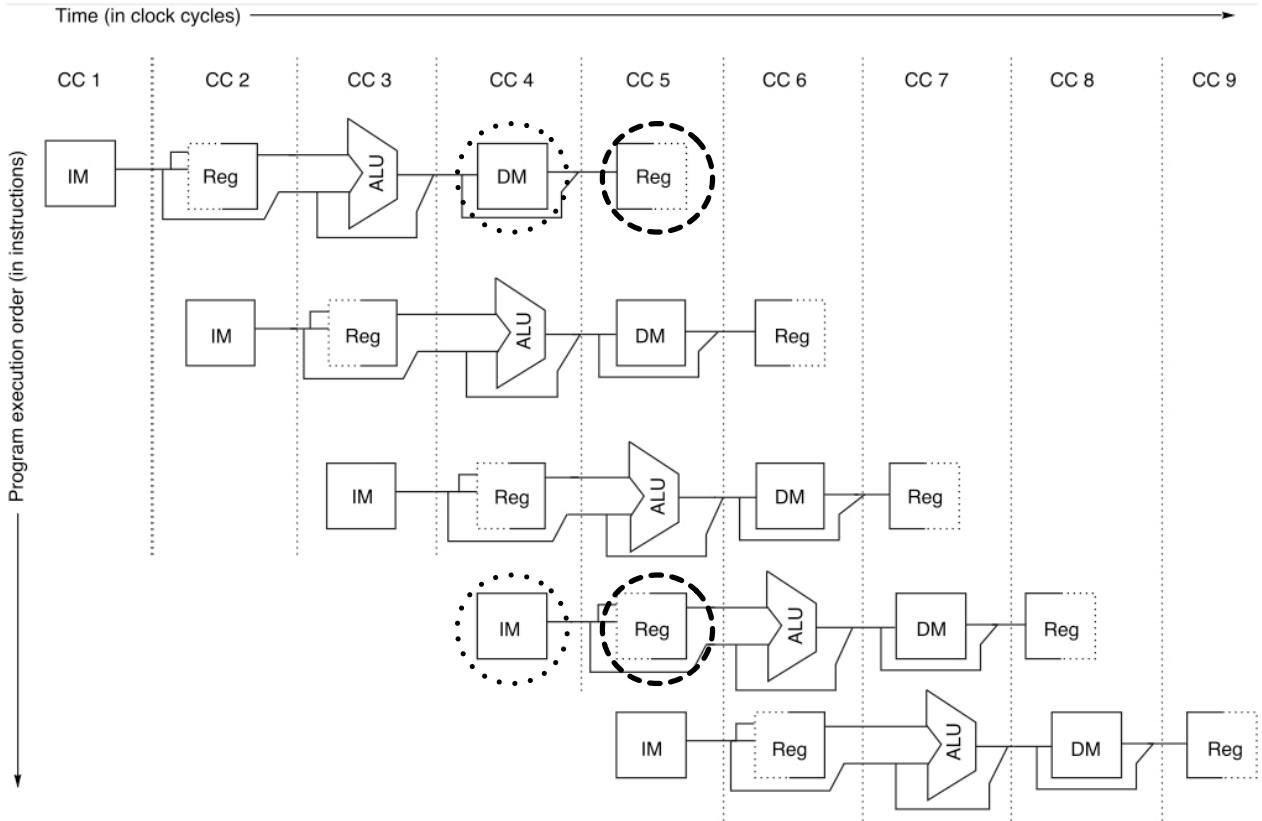 Time (in clock cycles)
CC 1 CC 2 CC 3 CC 4 CC 5 CC 6 CC 7 CC 8 CC 9
Program execution order (in instructions)
IM Reg ALU DM Reg
IM Reg ALU DM Reg
IM Reg ALU DM Reg
IM Reg ALU DM Reg
IM Reg ALU DM Reg